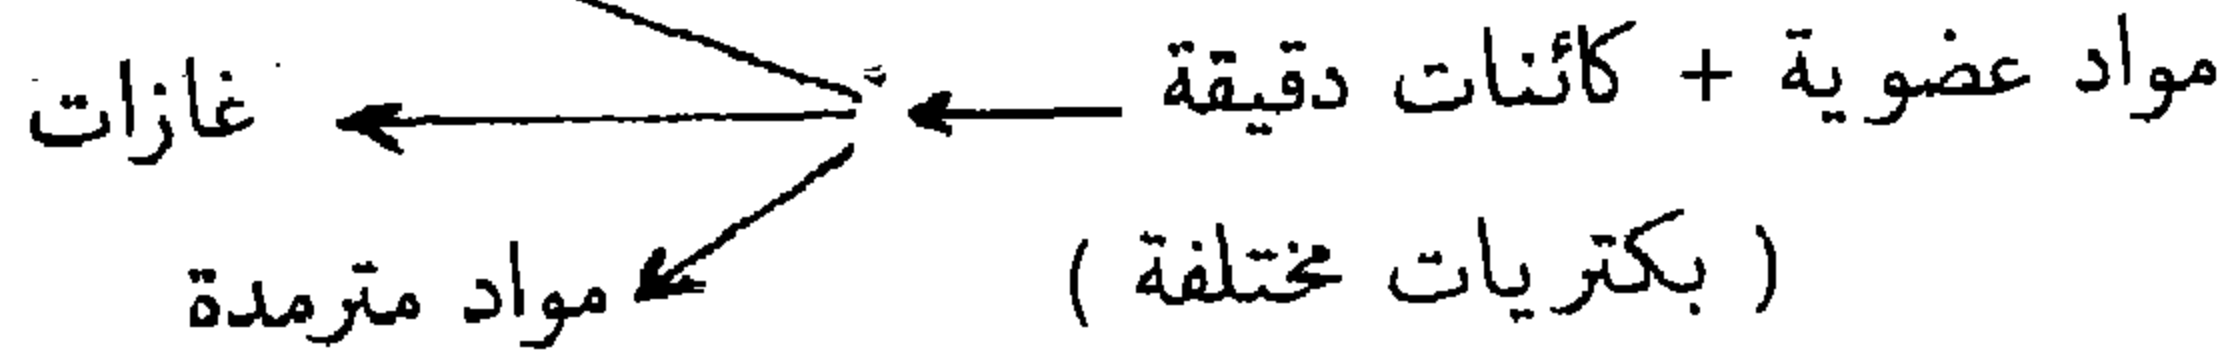 مواد عضوية + كائنات دقيقة
غازات
( بكتريات مختلفة )
مواد مترمدة